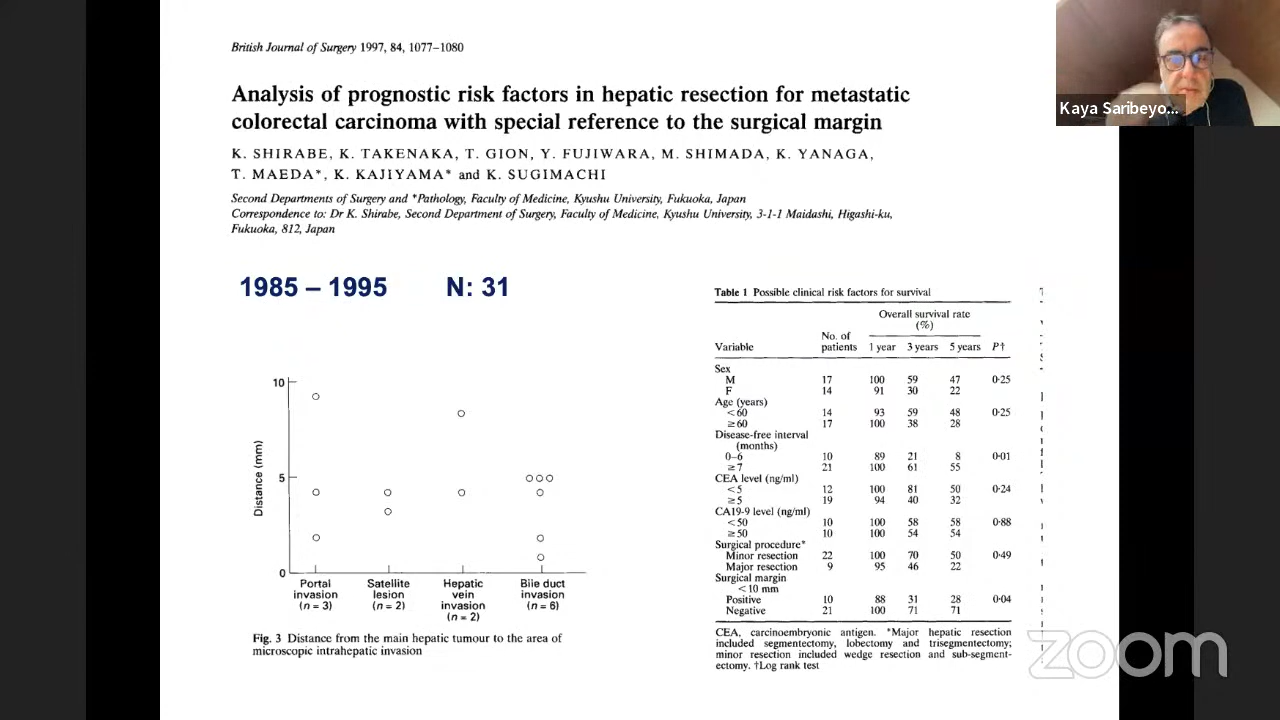 British Journal of Surgery 1997, 84, 1077–1080
Analysis of prognostic risk factors in hepatic resection for metastatic
colorectal carcinoma with special reference to the surgical margin
K. SHIRABE, K. TAKENAKA, T. GION, Y. FUJIWARA, M. SHIMADA, K. YANAGA,
T. MAEDA*, K. KAJIYAMA* and K. SUGIMACHI
Second Departments of Surgery and *Pathology, Faculty of Medicine, Kyushu University, Fukuoka, Japan
Correspondence to: Dr K. Shirabe, Second Department of Surgery, Faculty of Medicine, Kyushu University, 3-1-1 Maidashi, Higashi-ku,
Fukuoka, 812, Japan
1985 – 1995 N: 31
10
5
0
Distance (mm)
Portal invasion (n = 3)
Satellite lesion (n = 2)
Hepatic vein invasion (n = 2)
Bile duct invasion (n = 6)
Fig. 3 Distance from the main hepatic tumour to the area of
microscopic intrahepatic invasion
Table 1 Possible clinical risk factors for survival
Overall survival rate
(%)
No. of
Variable patients 1 year 3 years 5 years P†
Sex
M 17 100 59 47 0·25
F 14 91 30 22
Age (years)
<60 14 93 59 48 0·25
≥60 17 100 38 28
Disease-free interval
(months)
0–6 10 89 21 8 0·01
≥7 21 100 61 55
CEA level (ng/ml)
<5 12 100 81 50 0·24
≥5 19 94 40 32
CA19-9 level (ng/ml)
<50 10 100 58 58 0·88
≥50 10 100 54 54
Surgical procedure*
Minor resection 22 100 70 50 0·49
Major resection 9 95 46 22
Surgical margin
<10 mm
Positive 10 88 31 28 0·04
Negative 21 100 71 71
CEA, carcinoembryonic antigen. *Major hepatic resection
included segmentectomy, lobectomy and trisegmentectomy;
minor resection included wedge resection and sub-segment-
ectomy. †Log rank test
Kaya Saribeyo...
zoom